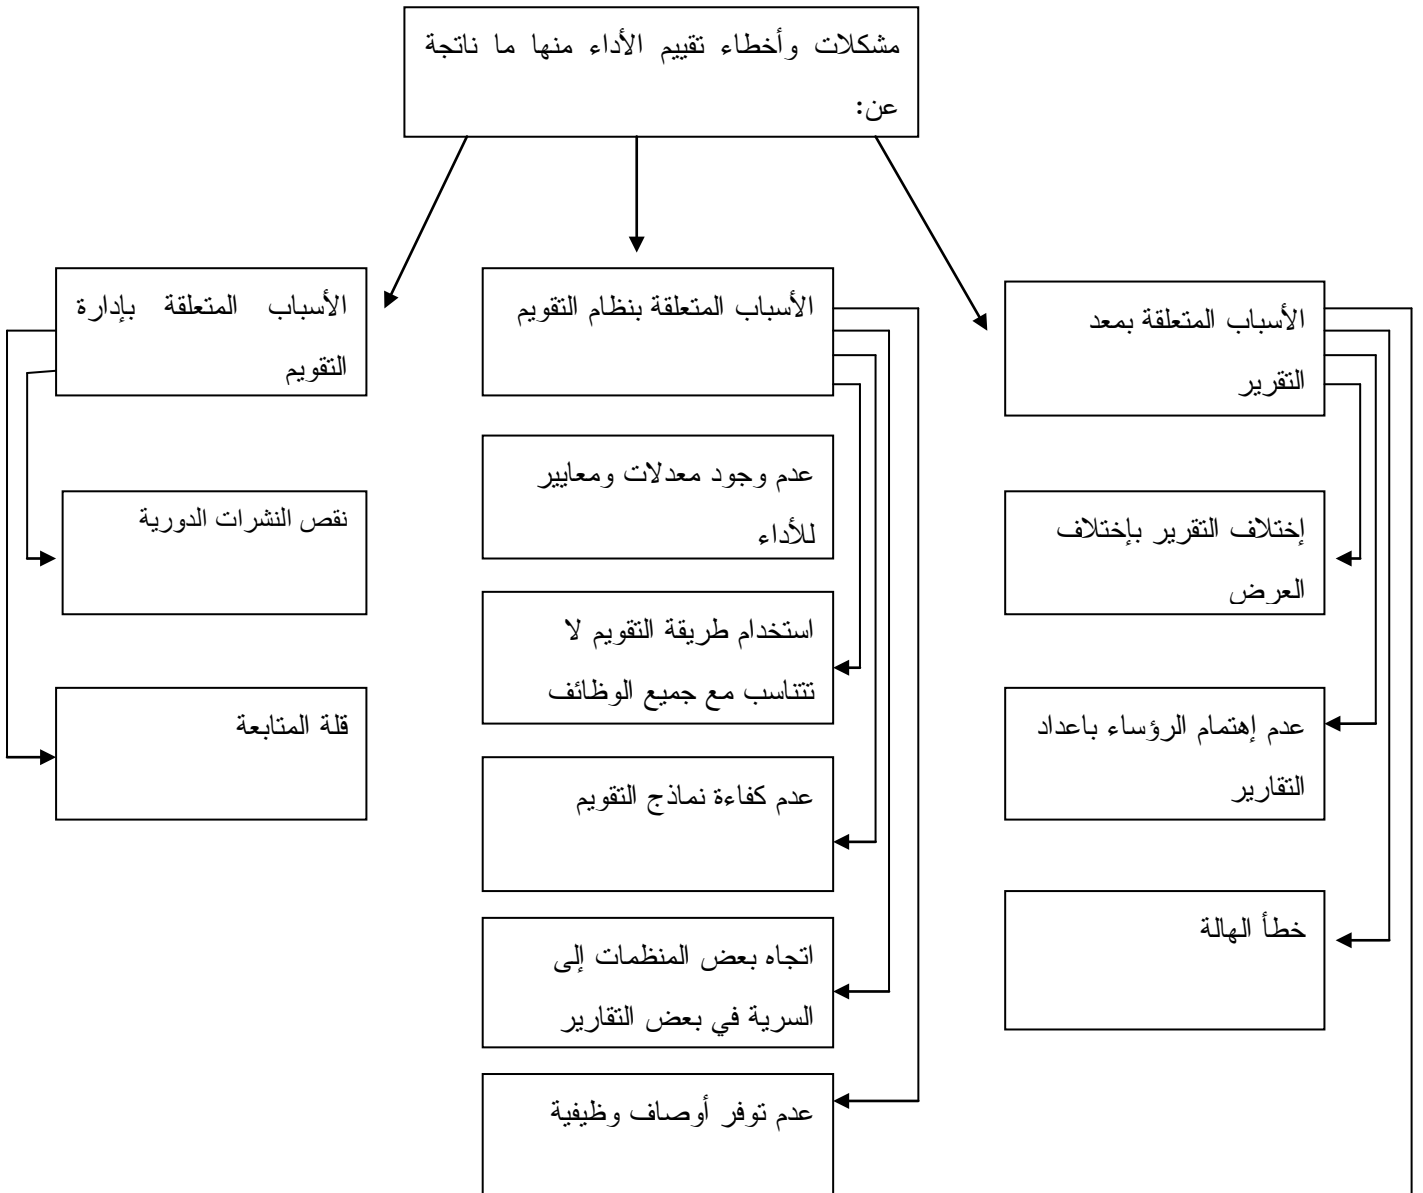 مشكلات وأخطاء تقييم الأداء منها ما ناتجة
عن:
الأسباب المتعلقة بمعد
التقرير
إختلاف التقرير بإختلاف
العرض
عدم إهتمام الرؤساء باعداد
التقارير
خطأ الهالة
الأسباب المتعلقة بنظام التقويم
عدم وجود معدلات ومعايير
للأداء
استخدام طريقة التقويم لا
تتناسب مع جميع الوظائف
عدم كفاءة نماذج التقويم
اتجاه بعض المنظمات إلى
السرية في بعض التقارير
عدم توفر أوصاف وظيفية
الأسباب المتعلقة بإدارة
التقويم
نقص النشرات الدورية
قلة المتابعة